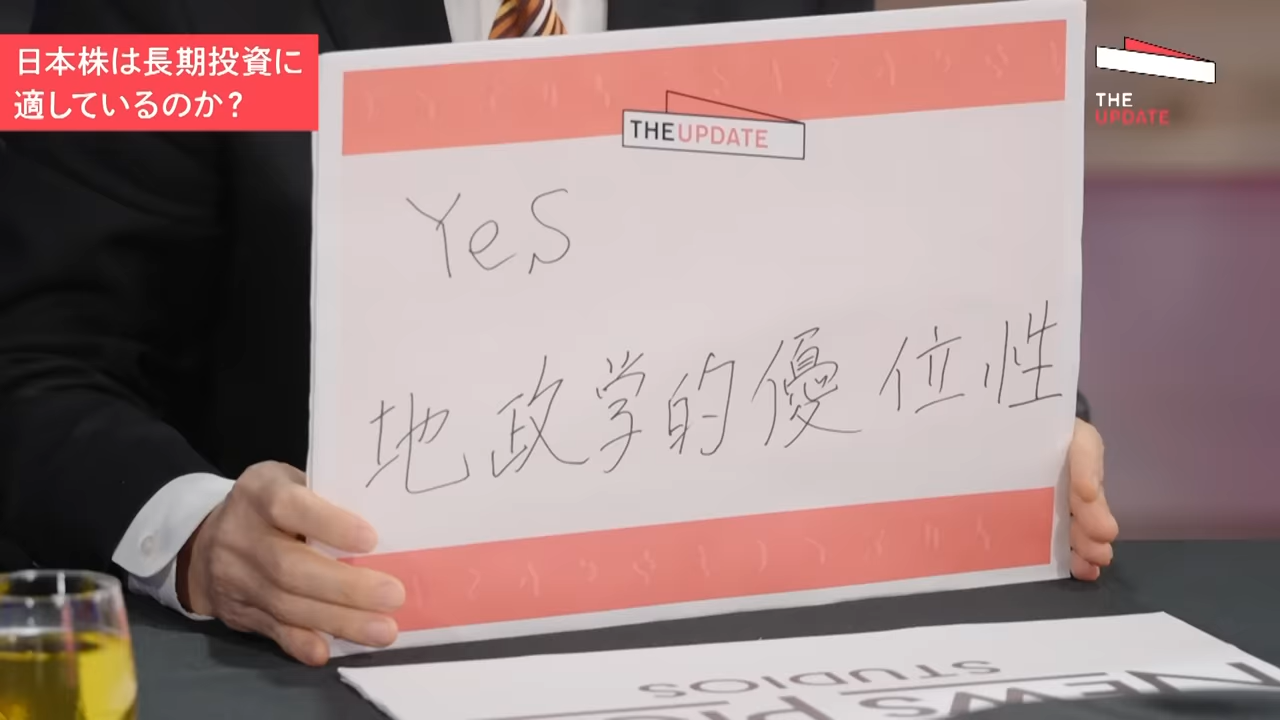 日本株は長期投資に
適しているのか?
THE
UPDATE
THE UPDATE
Yes
地政学的優位性
NEWS PIC
STUDIOS